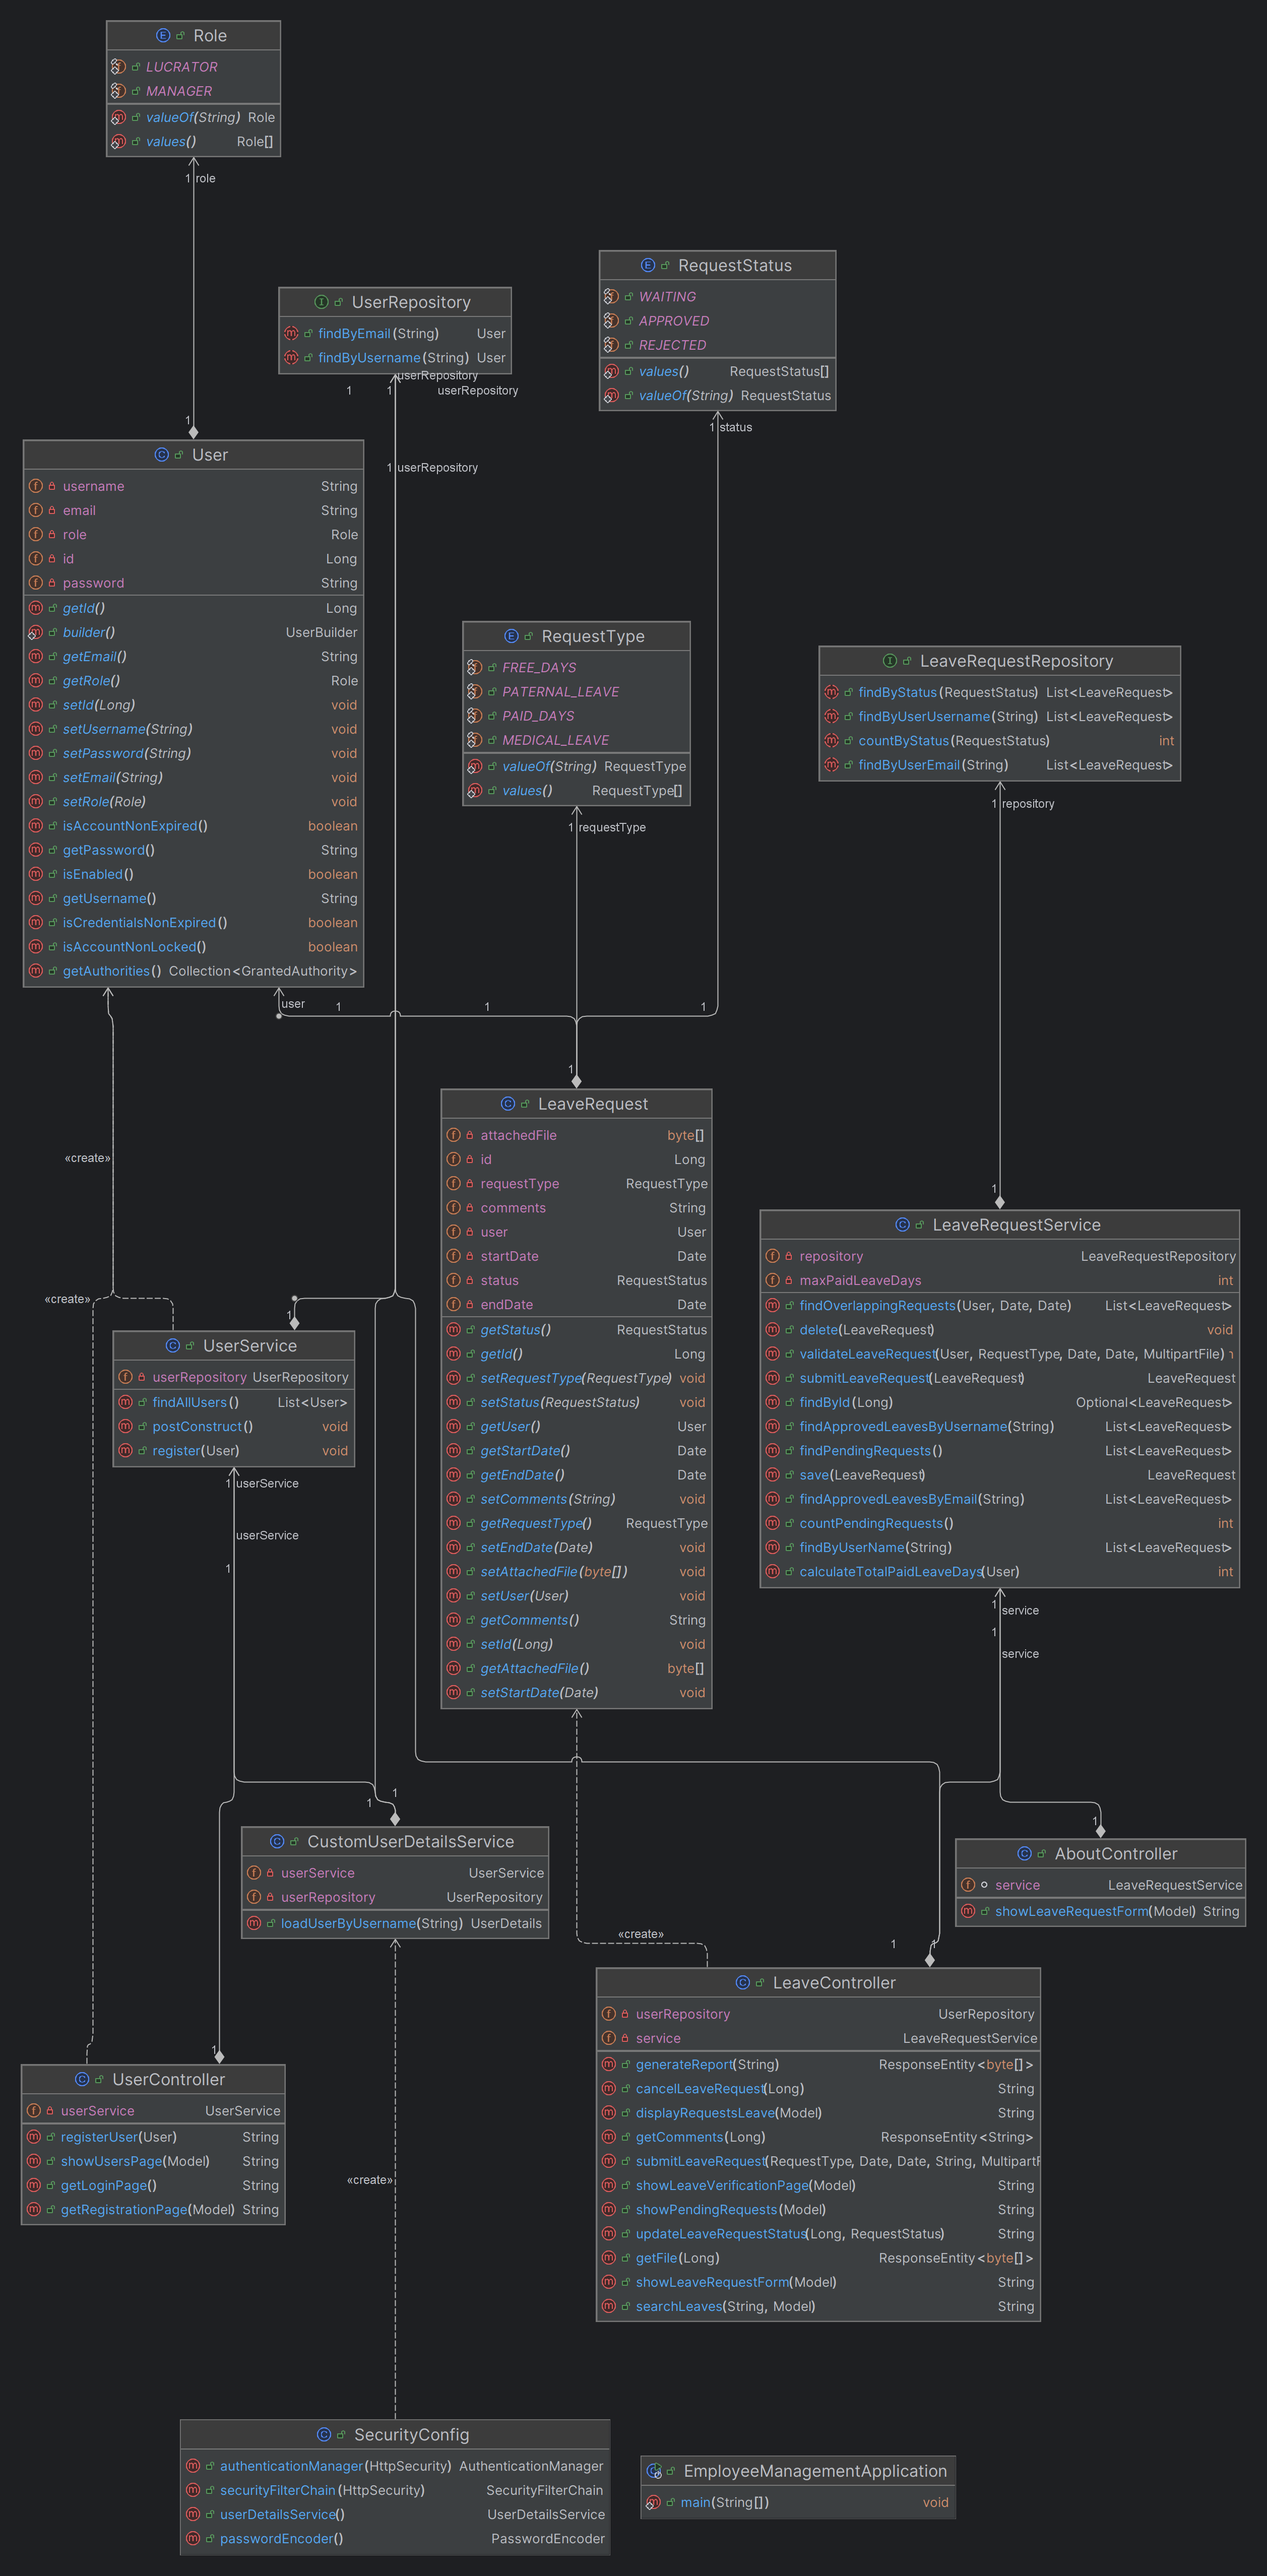 Role
LUCRATOR
MANAGER
valueOf(String) Role
values() Role[]
1 role
1
UserRepository
findByEmail(String) User
findByUsername(String) User
userRepository
1 1 userRepository
1 userRepository
RequestStatus
WAITING
APPROVED
REJECTED
values() RequestStatus[]
valueOf(String) RequestStatus
1 status
User
username String
email String
role Role
id Long
password String
getId() Long
builder() UserBuilder
getEmail() String
getRole() Role
setId(Long) void
setUsername(String) void
setPassword(String) void
setEmail(String) void
setRole(Role) void
isAccountNonExpired() boolean
getPassword() String
isEnabled() boolean
getUsername() String
isCredentialsNonExpired() boolean
isAccountNonLocked() boolean
getAuthorities() Collection<GrantedAuthority>
RequestType
FREE_DAYS
PATERNAL_LEAVE
PAID_DAYS
MEDICAL_LEAVE
valueOf(String) RequestType
values() RequestType[]
1 requestType
LeaveRequestRepository
findByStatus(RequestStatus) List<LeaveRequest>
findByUserUsername(String) List<LeaveRequest>
countByStatus(RequestStatus) int
findByUserEmail(String) List<LeaveRequest>
1 repository
user 1 1 1
1
LeaveRequest
attachedFile byte[]
id Long
requestType RequestType
comments String
user User
startDate Date
status RequestStatus
endDate Date
getStatus() RequestStatus
getId() Long
setRequestType(RequestType) void
setStatus(RequestStatus) void
getUser() User
getStartDate() Date
getEndDate() Date
setComments(String) void
getRequestType() RequestType
setEndDate(Date) void
setAttachedFile(byte[]) void
setUser(User) void
getComments() String
setId(Long) void
getAttachedFile() byte[]
setStartDate(Date) void
1
LeaveRequestService
repository LeaveRequestRepository
maxPaidLeaveDays int
findOverlappingRequests(User, Date, Date) List<LeaveRequest>
delete(LeaveRequest) void
validateLeaveRequest(User, RequestType, Date, Date, MultipartFile)
submitLeaveRequest(LeaveRequest) LeaveRequest
findById(Long) Optional<LeaveRequest>
findApprovedLeavesByUsername(String) List<LeaveRequest>
findPendingRequests() List<LeaveRequest>
save(LeaveRequest) LeaveRequest
findApprovedLeavesByEmail(String) List<LeaveRequest>
countPendingRequests() int
findByUserName(String) List<LeaveRequest>
calculateTotalPaidLeaveDays(User) int
1 service
1
service
«create»
«create»
1
UserService
userRepository UserRepository
findAllUsers() List<User>
postConstruct() void
register(User) void
1 userService
userService
1
1
1
CustomUserDetailsService
userService UserService
userRepository UserRepository
loadUserByUsername(String) UserDetails
1
AboutController
service LeaveRequestService
showLeaveRequestForm(Model) String
«create»
1 1
LeaveController
userRepository UserRepository
service LeaveRequestService
generateReport(String) ResponseEntity<byte[]>
cancelLeaveRequest(Long) String
displayRequestsLeave(Model) String
getComments(Long) ResponseEntity<String>
submitLeaveRequest(RequestType, Date, Date, String, MultipartF
showLeaveVerificationPage(Model) String
showPendingRequests(Model) String
updateLeaveRequestStatus(Long, RequestStatus) String
getFile(Long) ResponseEntity<byte[]>
showLeaveRequestForm(Model) String
searchLeaves(String, Model) String
1
UserController
userService UserService
registerUser(User) String
showUsersPage(Model) String
getLoginPage() String
getRegistrationPage(Model) String
«create»
SecurityConfig
authenticationManager(HttpSecurity) AuthenticationManager
securityFilterChain(HttpSecurity) SecurityFilterChain
userDetailsService() UserDetailsService
passwordEncoder() PasswordEncoder
EmployeeManagementApplication
main(String[]) void